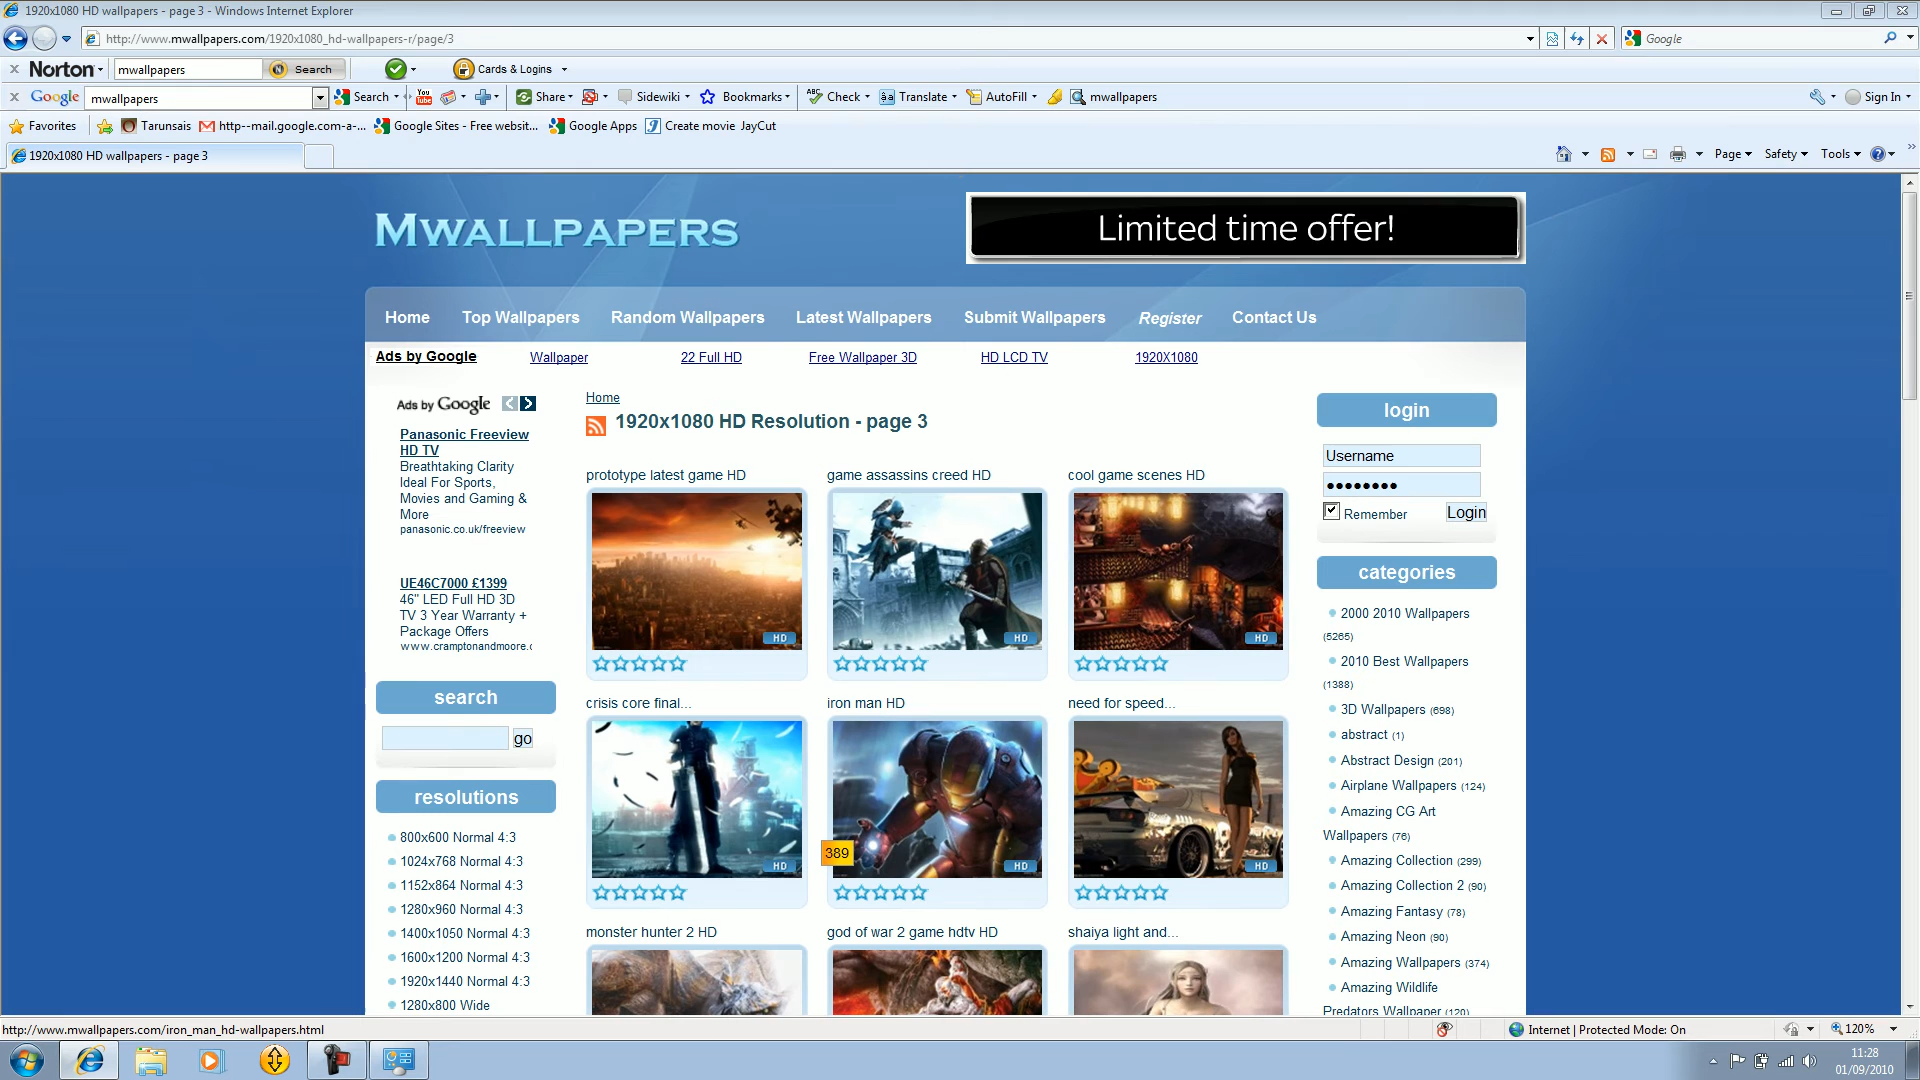 1920x1080 HD wallpapers - page 3 - Windows Internet Explorer
http://www.mwallpapers.com/1920x1080_hd-wallpapers-r/page/3
Google
x Norton mwallpapers Search Cards & Logins
x Google mwallpapers Search You Tube Share Sidewiki Bookmarks ABC Check Translate AutoFill mwallpapers Sign In
Favorites Tarunsais http--mail.google.com-a-... Google Sites - Free websit... Google Apps Create movie JayCut
1920x1080 HD wallpapers - page 3
Page Safety Tools
MWALLPAPERS
Limited time offer!
Home Top Wallpapers Random Wallpapers Latest Wallpapers Submit Wallpapers Register Contact Us
Ads by Google Wallpaper 22 Full HD Free Wallpaper 3D HD LCD TV 1920X1080
Ads by Google
Panasonic Freeview
HD TV
Breathtaking Clarity
Ideal For Sports,
Movies and Gaming &
More
panasonic.co.uk/freeview
UE46C7000 £1399
46" LED Full HD 3D
TV 3 Year Warranty +
Package Offers
www.cramptonandmoore.c
search
go
resolutions
800x600 Normal 4:3
1024x768 Normal 4:3
1152x864 Normal 4:3
1280x960 Normal 4:3
1400x1050 Normal 4:3
1600x1200 Normal 4:3
1920x1440 Normal 4:3
1280x800 Wide
Home
1920x1080 HD Resolution - page 3
prototype latest game HD
game assassins creed HD
cool game scenes HD
HD
HD
HD
crisis core final...
iron man HD
need for speed...
389
HD
HD
HD
monster hunter 2 HD
god of war 2 game hdtv HD
shaiya light and...
login
Username
●●●●●●●●
Remember
Login
categories
2000 2010 Wallpapers
(5265)
2010 Best Wallpapers
(1388)
3D Wallpapers (698)
abstract (1)
Abstract Design (201)
Airplane Wallpapers (124)
Amazing CG Art
Wallpapers (76)
Amazing Collection (299)
Amazing Collection 2 (90)
Amazing Fantasy (78)
Amazing Neon (90)
Amazing Wallpapers (374)
Amazing Wildlife
Predators Wallpaper (120)
http://www.mwallpapers.com/iron_man_hd-wallpapers.html
Internet | Protected Mode: On
120%
11:28
01/09/2010